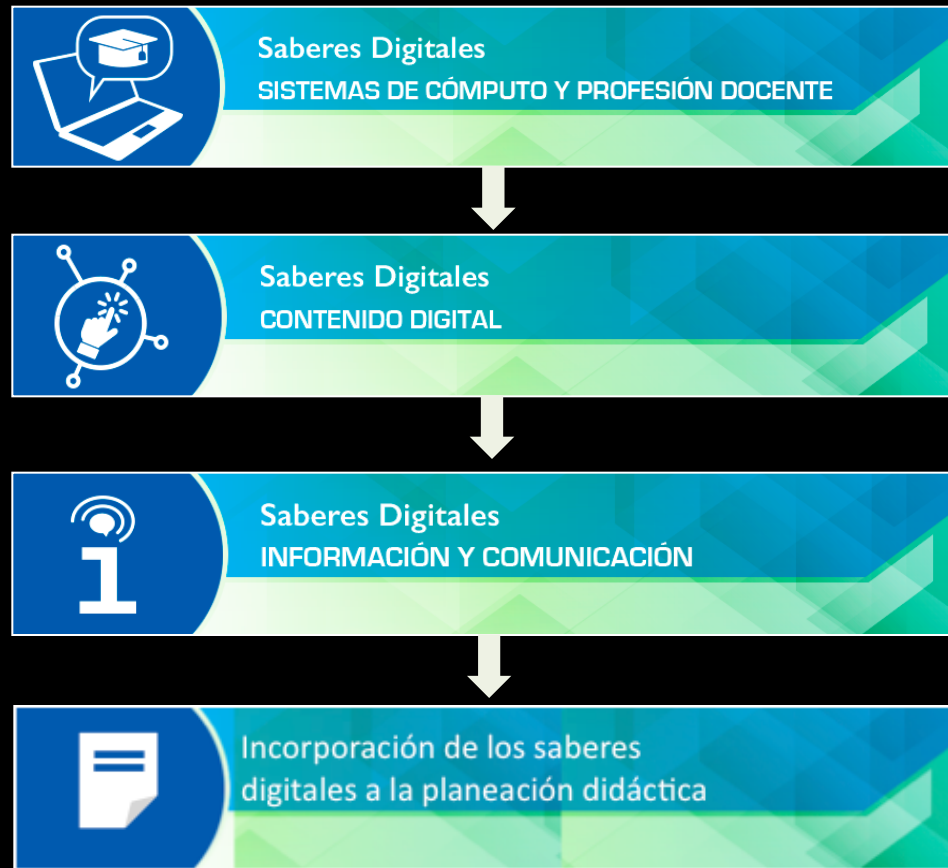 Saberes Digitales
SISTEMAS DE CÓMPUTO Y PROFESIÓN DOCENTE
Saberes Digitales
CONTENIDO DIGITAL
Saberes Digitales
INFORMACIÓN Y COMUNICACIÓN
Incorporación de los saberes
digitales a la planeación didáctica